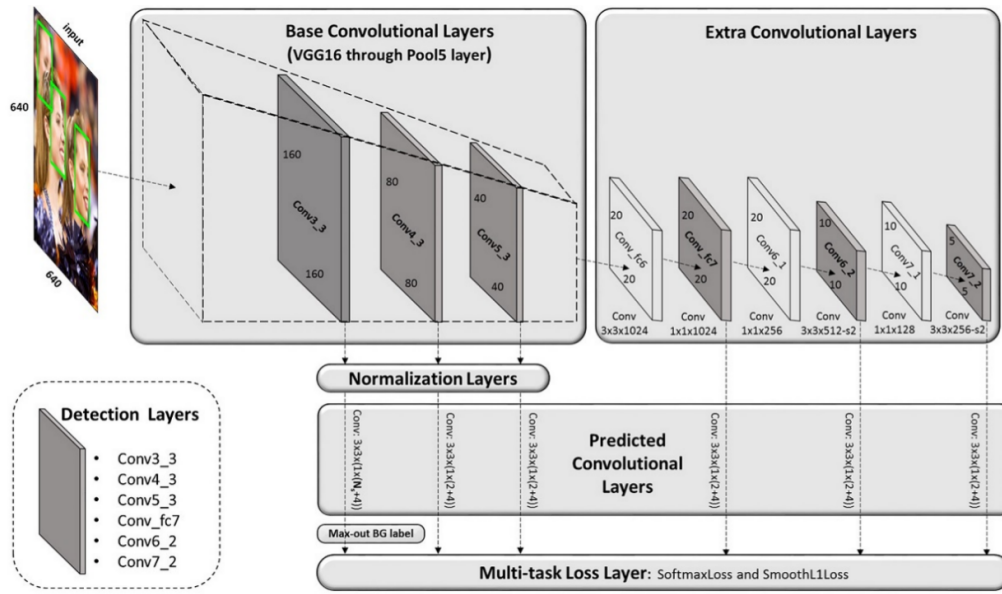 input
640
640
Base Convolutional Layers
(VGG16 through Pool5 layer)
160
Conv3_3
160
80
Conv4_3
80
40
Conv5_3
40
Extra Convolutional Layers
20
Conv_fc6
20
20
Conv_fc7
20
20
Conv6_1
20
10
Conv6_2
10
10
Conv7_1
10
5
Conv7_2
5
Conv
3x3x1024
Conv
1x1x1024
Conv
1x1x256
Conv
3x3x512-s2
Conv
1x1x128
Conv
3x3x256-s2
Normalization Layers
Conv: 3x3x(1x(Ns+4))
Conv: 3x3x(1x(2+4))
Conv: 3x3x(1x(2+4))
Predicted
Convolutional
Layers
Conv: 3x3x(1x(2+4))
Conv: 3x3x(1x(2+4))
Conv: 3x3x(1x(2+4))
Max-out BG label
Multi-task Loss Layer: SoftmaxLoss and SmoothL1Loss
Detection Layers
• Conv3_3
• Conv4_3
• Conv5_3
• Conv_fc7
• Conv6_2
• Conv7_2